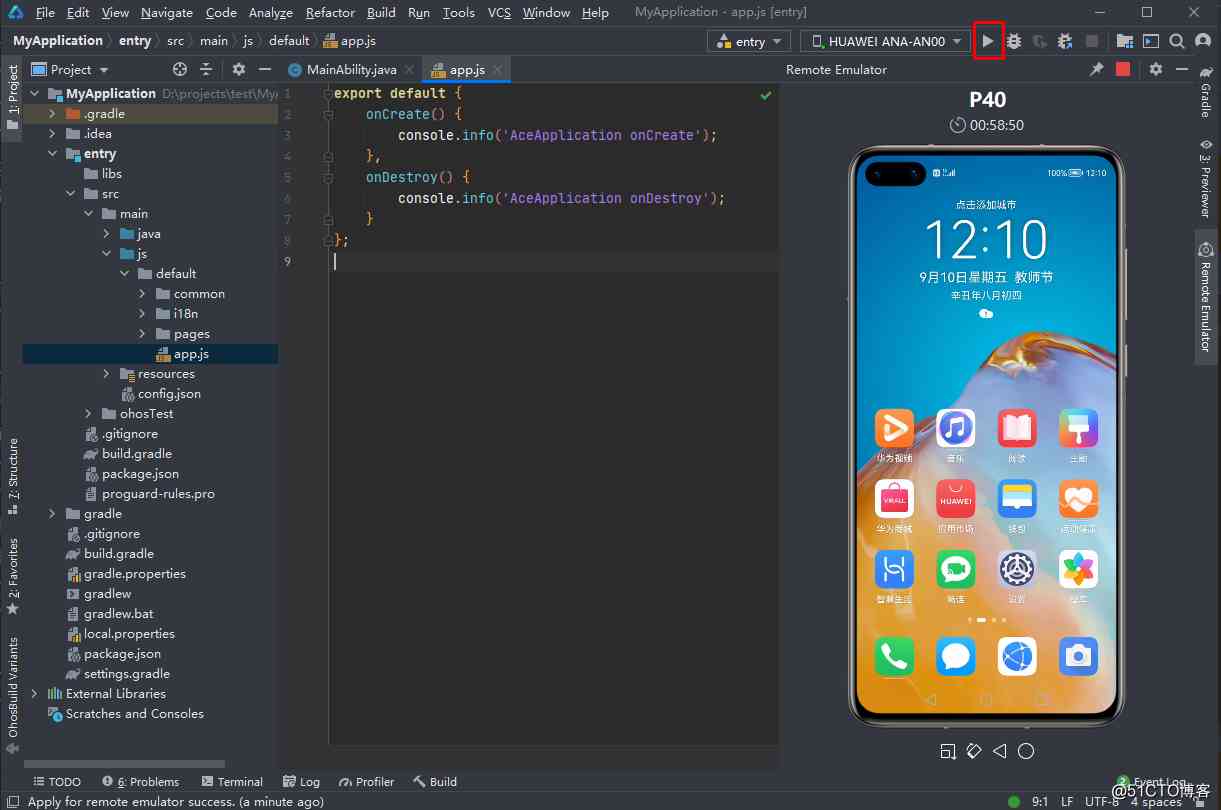 File Edit View Navigate Code Analyze Refactor Build Run Tools VCS Window Help MyApplication - app.js [entry]
MyApplication entry src main js default app.js entry HUAWEI ANA-AN00
1: Project
Project
MyApplication D:\projects\test\My
.gradle
.idea
entry
libs
src
main
java
js
default
common
i18n
pages
app.js
resources
config.json
ohosTest
.gitignore
build.gradle
package.json
proguard-rules.pro
gradle
.gitignore
build.gradle
gradle.properties
gradlew
gradlew.bat
local.properties
package.json
settings.gradle
External Libraries
Scratches and Consoles
7: Structure
2: Favorites
OhosBuild Variants
MainAbility.java app.js
1 export default {
2 onCreate() {
3 console.info('AceApplication onCreate');
4 },
5 onDestroy() {
6 console.info('AceApplication onDestroy');
7 }
8 };
9
Remote Emulator
P40
00:58:50
100% 12:10
点击添加城市
12:10
9月10日星期五 教师节
辛丑年八月初四
华为视频 音乐 阅读 主题
VMALL HUAWEI
华为商城 应用市场 钱包 运动健康
智慧生活 畅连 设置 图库
Gradle
3: Previewer
Remote Emulator
TODO 6: Problems Terminal Log Profiler Build 2 Event Log
Apply for remote emulator success. (a minute ago) 9:1 LF UTF-8 4 spaces
@51CTO博客